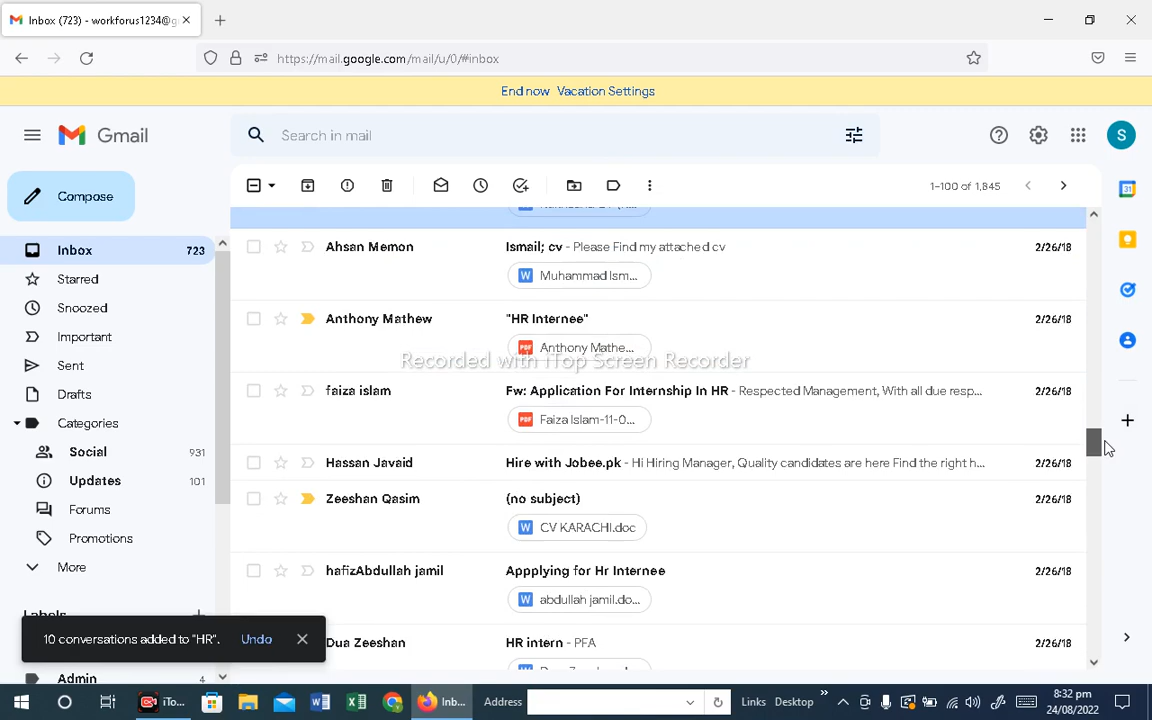 Inbox (723) - workforus1234@g
https://mail.google.com/mail/u/0/#inbox
End now Vacation Settings
Gmail
Search in mail
S
Compose
1-100 of 1,845
Inbox 723
Starred
Snoozed
Important
Sent
Drafts
Categories
Social 931
Updates 101
Forums
Promotions
More
Labels
Admin 4
Ahsan Memon Ismail; cv - Please Find my attached cv 2/26/18
W Muhammad Ism...
Anthony Mathew "HR Internee" 2/26/18
PDF Anthony Mathe...
Recorded with iTop Screen Recorder
faiza islam Fw: Application For Internship In HR - Respected Management, With all due resp... 2/26/18
PDF Faiza Islam-11-0...
Hassan Javaid Hire with Jobee.pk - Hi Hiring Manager, Quality candidates are here Find the right h... 2/26/18
Zeeshan Qasim (no subject) 2/26/18
W CV KARACHI.doc
hafizAbdullah jamil Appplying for Hr Internee 2/26/18
W abdullah jamil.do...
Dua Zeeshan HR intern - PFA 2/26/18
10 conversations added to "HR". Undo
iTo... Inb... Address Links Desktop
8:32 pm
24/08/2022